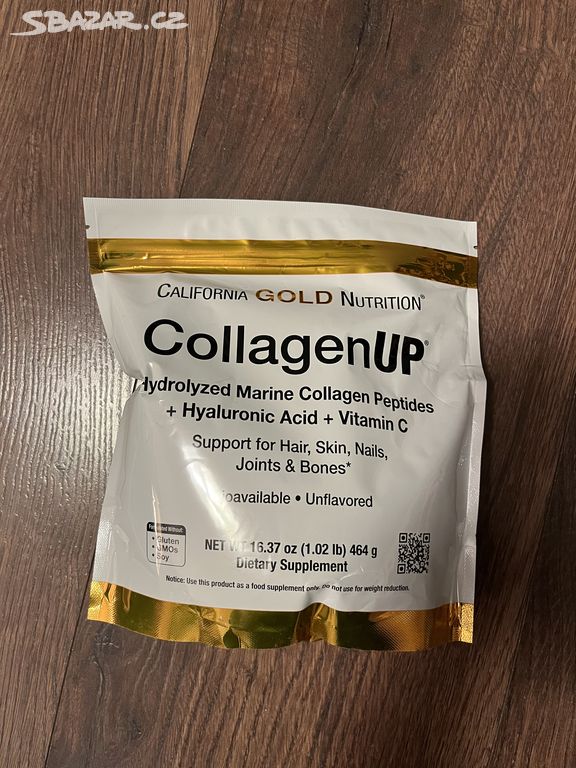 SBAZAR.CZ
CALIFORNIA GOLD NUTRITION®
CollagenUP®
Hydrolyzed Marine Collagen Peptides
+ Hyaluronic Acid + Vitamin C
Support for Hair, Skin, Nails,
Joints & Bones*
• Unflavored
Without:
• Gluten
• GMOs
• Soy
NET WT 16.37 oz (1.02 lb) 464 g
Dietary Supplement
Notice: Use this product as a food supplement only. Do not use for weight reduction.